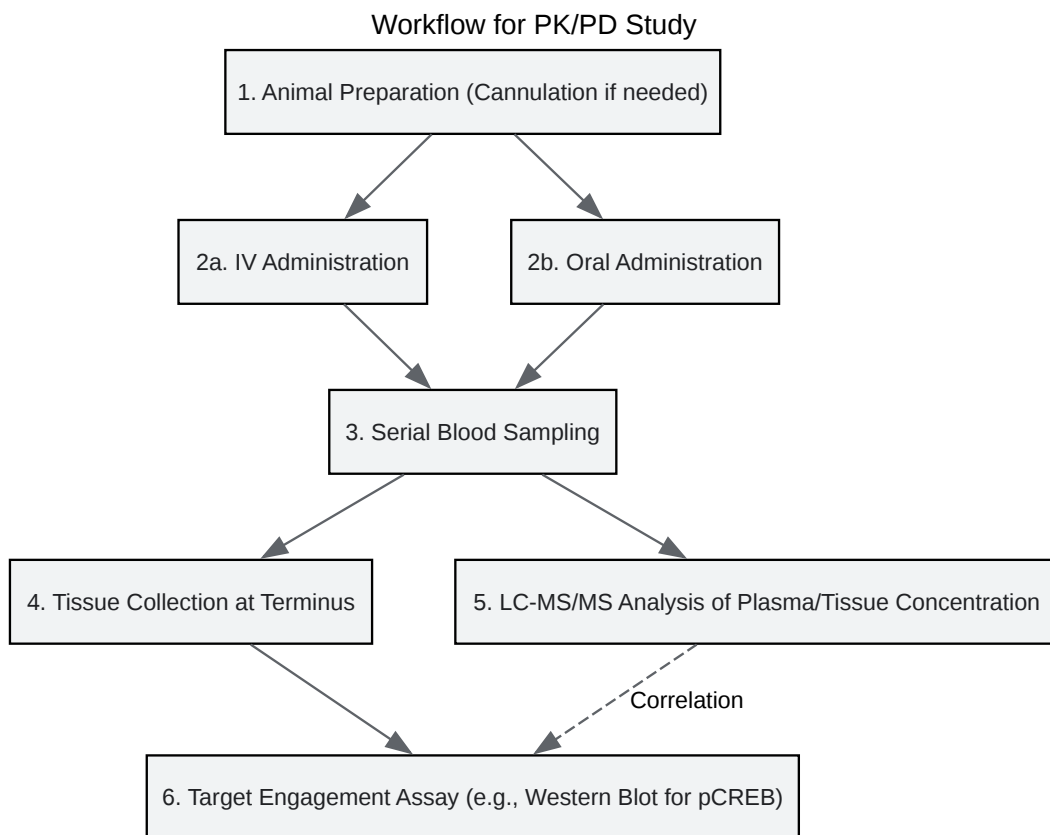 Workflow for PK/PD Study
1. Animal Preparation (Cannulation if needed)
2a. IV Administration
2b. Oral Administration
3. Serial Blood Sampling
4. Tissue Collection at Terminus
5. LC-MS/MS Analysis of Plasma/Tissue Concentration
Correlation
6. Target Engagement Assay (e.g., Western Blot for pCREB)